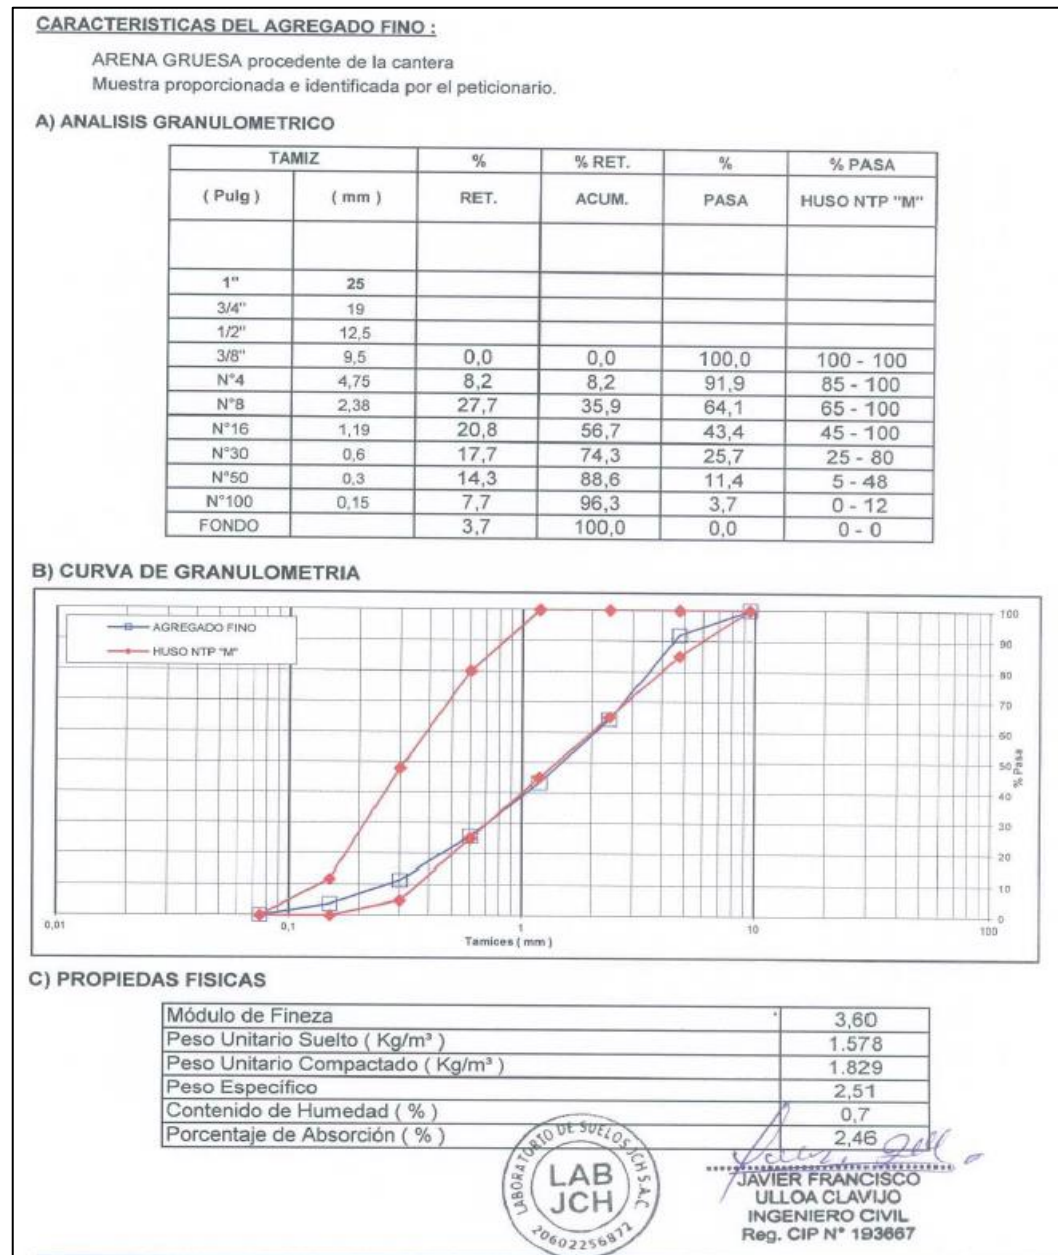 CARACTERISTICAS DEL AGREGADO FINO :
ARENA GRUESA procedente de la cantera
Muestra proporcionada e identificada por el peticionario.
A) ANALISIS GRANULOMETRICO
TAMIZ % % RET. % % PASA
( Pulg ) ( mm ) RET. ACUM. PASA HUSO NTP "M"
1" 25
3/4" 19
1/2" 12,5
3/8" 9,5 0,0 0,0 100,0 100 - 100
N°4 4,75 8,2 8,2 91,9 85 - 100
N°8 2,38 27,7 35,9 64,1 65 - 100
N°16 1,19 20,8 56,7 43,4 45 - 100
N°30 0,6 17,7 74,3 25,7 25 - 80
N°50 0,3 14,3 88,6 11,4 5 - 48
N°100 0,15 7,7 96,3 3,7 0 - 12
FONDO 3,7 100,0 0,0 0 - 0
B) CURVA DE GRANULOMETRIA
AGREGADO FINO
HUSO NTP "M"
100
90
80
70
60
50
40
30
20
10
0
% Pasa
0,01 0,1 1 10 100
Tamices ( mm )
C) PROPIEDAS FISICAS
Módulo de Fineza 3,60
Peso Unitario Suelto ( Kg/m³ ) 1.578
Peso Unitario Compactado ( Kg/m³ ) 1.829
Peso Específico 2,51
Contenido de Humedad ( % ) 0,7
Porcentaje de Absorción ( % ) 2,46
LABORATORIO DE SUELOS JCH S.A.C.
LAB
JCH
20602256872
JAVIER FRANCISCO
ULLOA CLAVIJO
INGENIERO CIVIL
Reg. CIP N° 193667